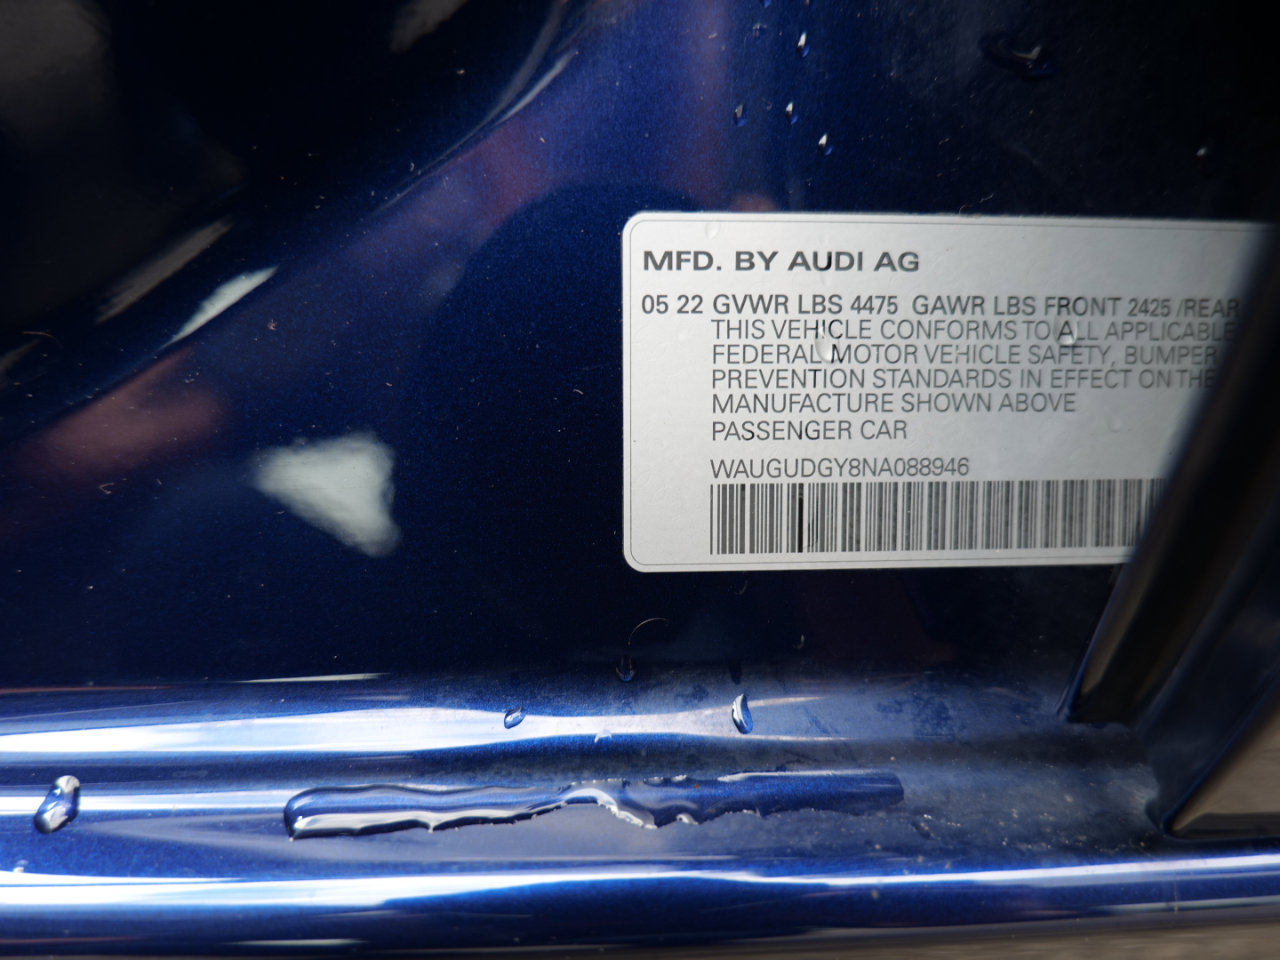 MFD. BY AUDI AG
05 22 GVWR LBS 4475 GAWR LBS FRONT 2425 /REAR
THIS VEHICLE CONFORMS TO ALL APPLICABLE
FEDERAL MOTOR VEHICLE SAFETY, BUMPER
PREVENTION STANDARDS IN EFFECT ON THE
MANUFACTURE SHOWN ABOVE
PASSENGER CAR
WAUGUDGY8NA088946